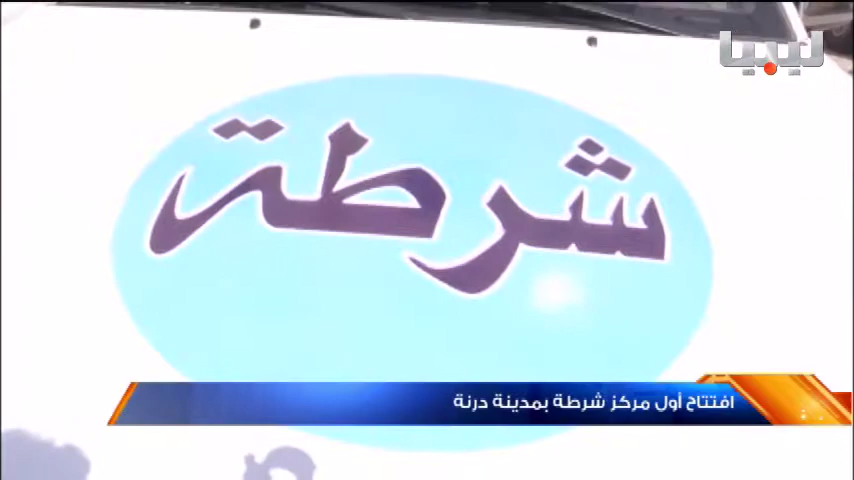 ليبيا
شرطة
افتتاح أول مركز شرطة بمدينة درنة